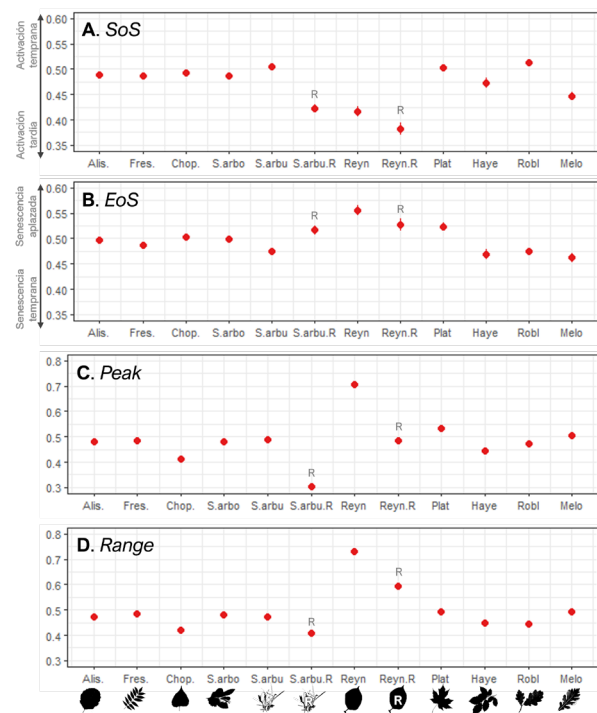 A. SoS
Activación temprana
Activación tardía
0.60
0.55
0.50
0.45
0.40
0.35
R
R
Alis. Fres. Chop. S.arbo S.arbu S.arbu.R Reyn Reyn.R Plat Haye Robl Melo
B. EoS
Senescencia aplazada
Senescencia temprana
0.60
0.55
0.50
0.45
0.40
0.35
R R
Alis. Fres. Chop. S.arbo S.arbu S.arbu.R Reyn Reyn.R Plat Haye Robl Melo
C. Peak
0.8
0.7
0.6
0.5
0.4
0.3
R
R
Alis. Fres. Chop. S.arbo S.arbu S.arbu.R Reyn Reyn.R Plat Haye Robl Melo
D. Range
0.8
0.7
0.6
0.5
0.4
0.3
R
R
Alis. Fres. Chop. S.arbo S.arbu S.arbu.R Reyn Reyn.R Plat Haye Robl Melo
R R